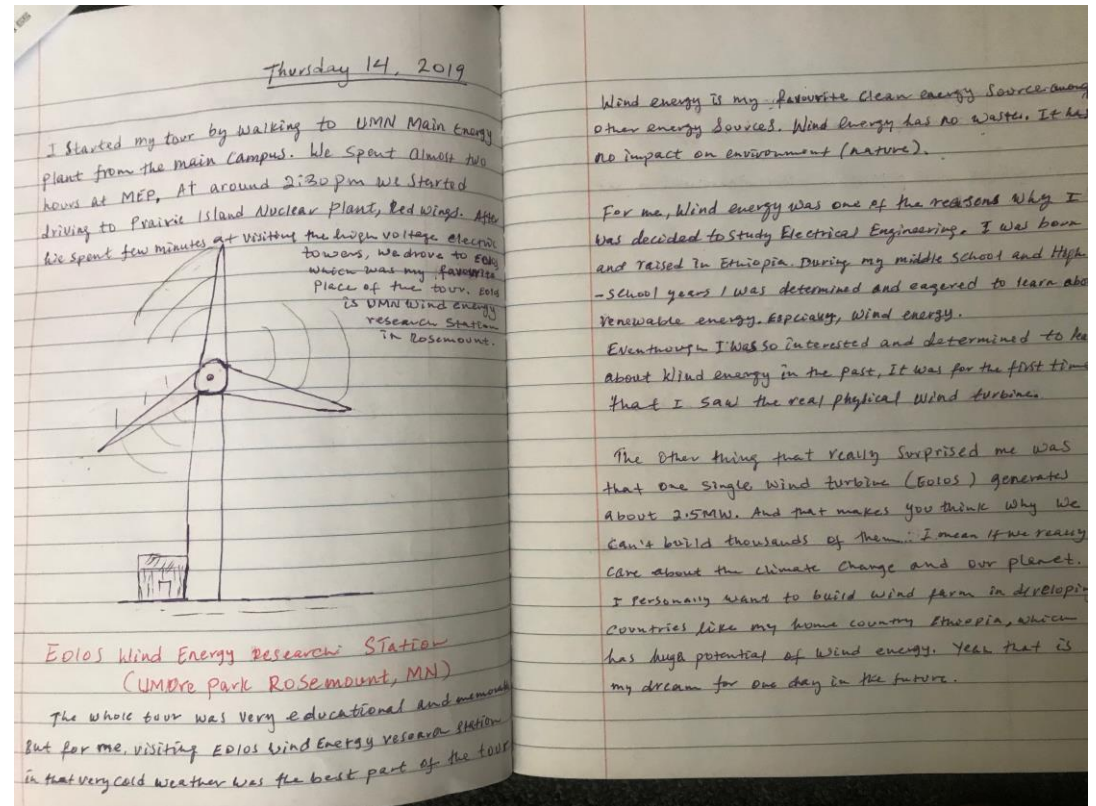 Thursday 14, 2019
I Started my tour by walking to UMN Main Energy
plant from the main campus. We Spent almost two
hours at MEP, At around 2:30 pm we Started
driving to Prairie Island Nuclear Plant, Red wings. After
we spent few minutes at visiting the high voltage electric
towers, we drove to Eolos
which was my favourite
Place of the tour. Eolos
is UMN wind energy
research Station
in Rosemount.
Eolos Wind Energy Research Station
(UMore Park Rosemount, MN)
The whole tour was very educational and memorable
But for me, visiting EOLOS Wind Energy research station
in that very cold weather was the best part of the tour
Wind energy is my favourite clean energy Source among
other energy Sources. Wind energy has no waste. It has
no impact on environment (nature).
For me, Wind energy was one of the reasons why I
was decided to study Electrical Engineering. I was born
and raised in Ethiopia. During my middle School and High
-school years I was determined and eagered to learn abo
renewable energy. Espciauy, wind energy.
Eventhough I was so interested and determined to lea
about Wind energy in the past, It was for the first time
that I saw the real phyical wind turbine.
The other thing that really Surprised me was
that one single wind turbine (Eolos) generates
about 2.5MW. And that makes you think why we
can't build thousands of them. I mean if we really
care about the climate change and our planet.
I Personally want to build wind farm in developin
countries like my home country Ethiopia, which
has huge potential of wind energy. Yeah that is
my dream for one day in the future.